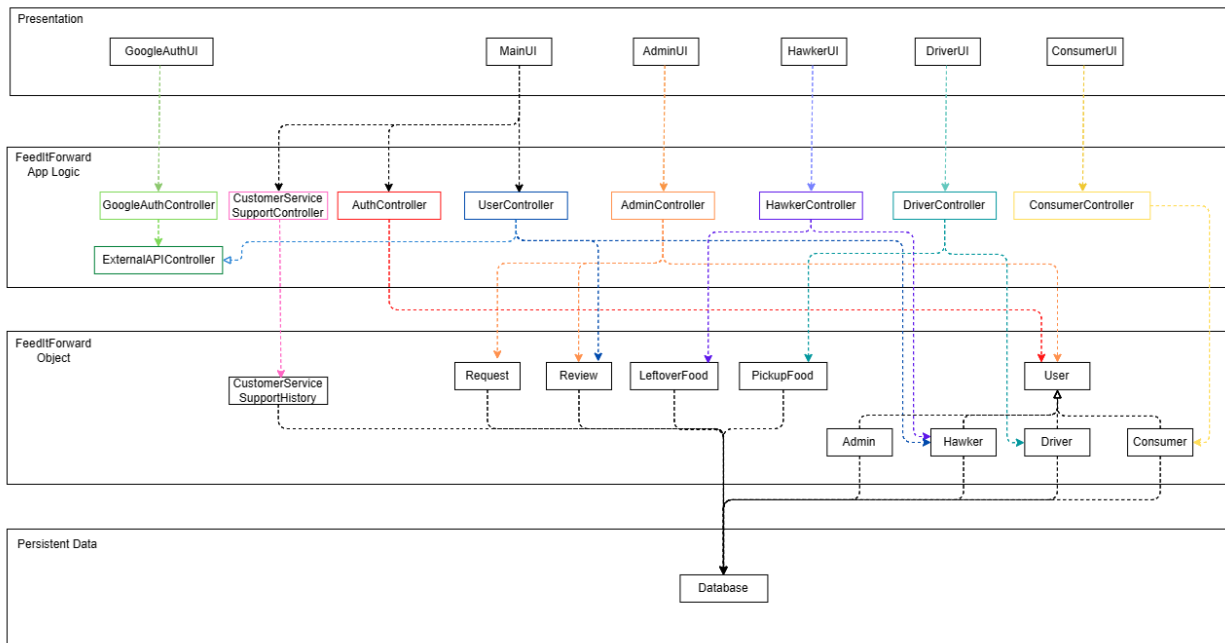 Presentation
GoogleAuthUI
MainUI
AdminUI
HawkerUI
DriverUI
ConsumerUI
FeedItForward
App Logic
GoogleAuthController
CustomerService
SupportController
AuthController
UserController
AdminController
HawkerController
DriverController
ConsumerController
ExternalAPIController
FeedItForward
Object
CustomerService
SupportHistory
Request
Review
LeftoverFood
PickupFood
User
Admin
Hawker
Driver
Consumer
Persistent Data
Database